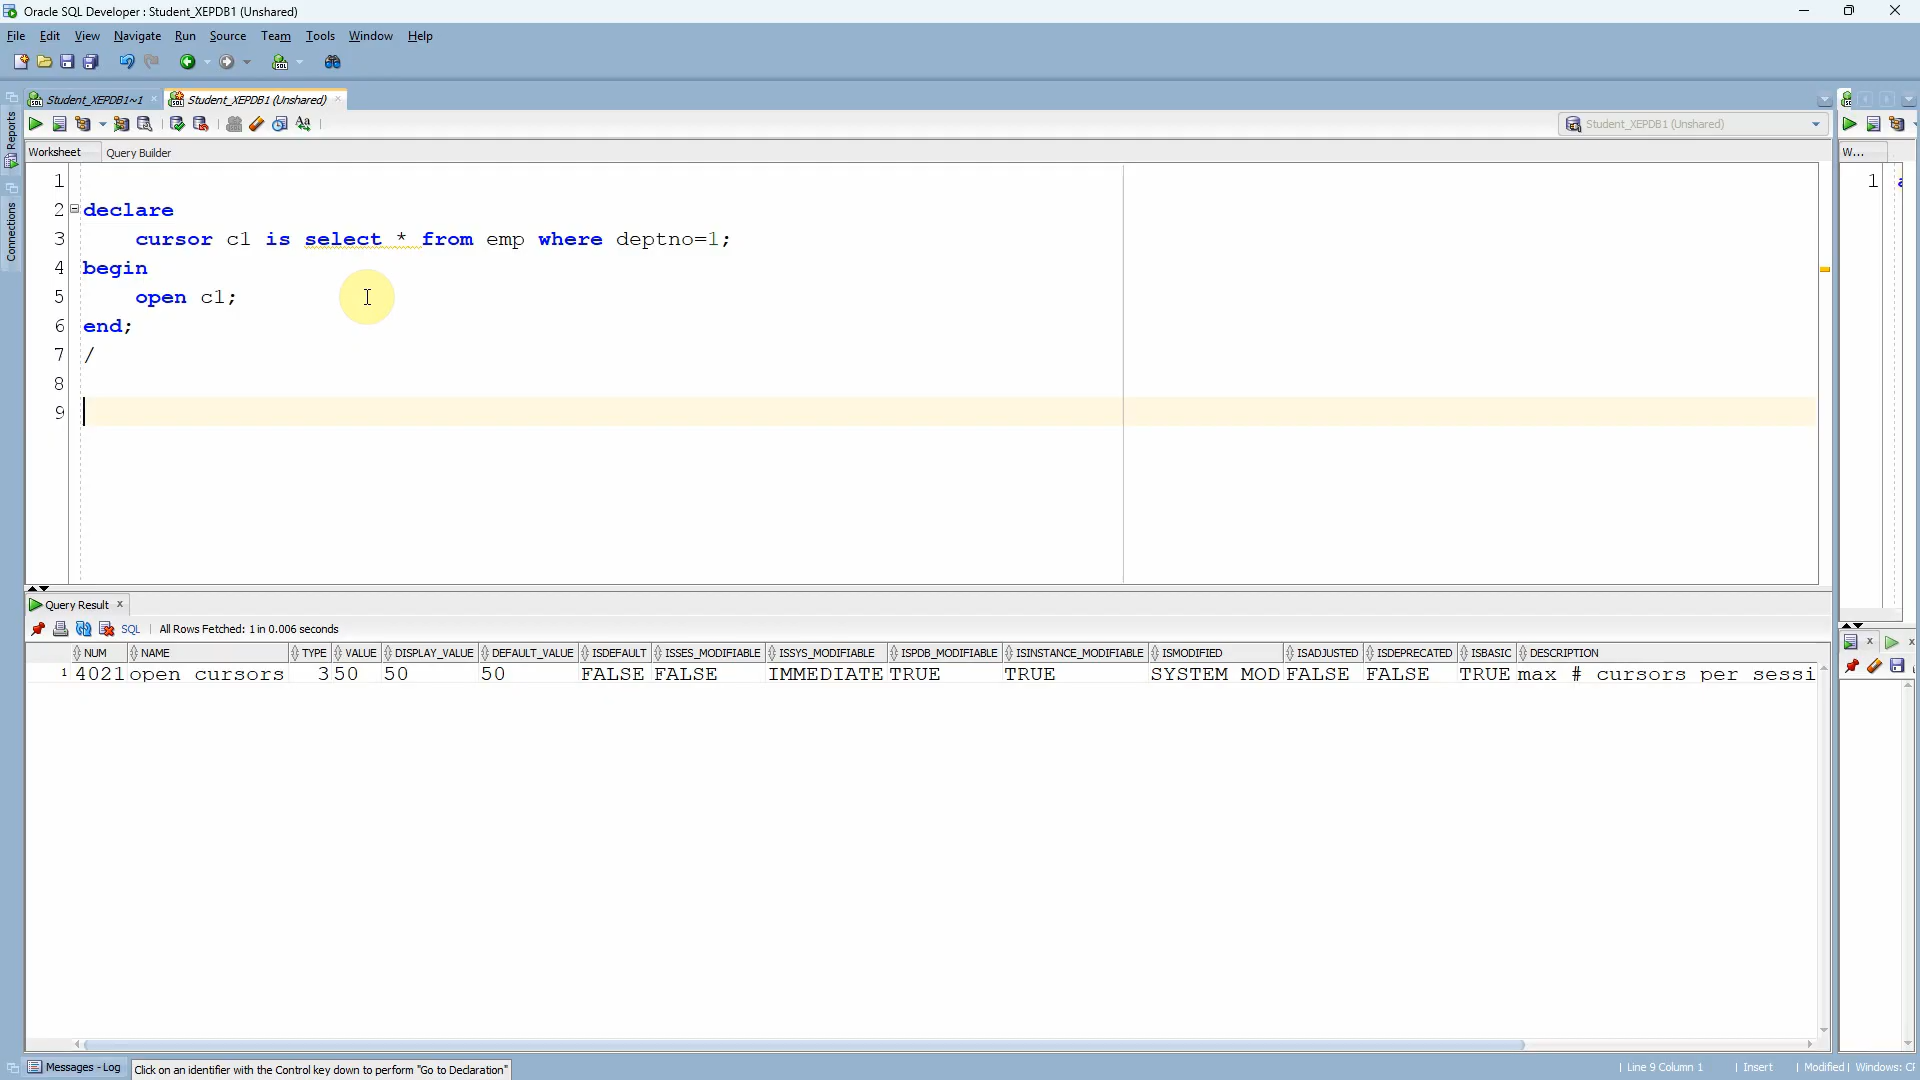 Oracle SQL Developer : Student_XEPDB1 (Unshared)
File Edit View Navigate Run Source Team Tools Window Help
Student_XEPDB1~1 Student_XEPDB1 (Unshared)
Student_XEPDB1 (Unshared)
Worksheet Query Builder W...
Reports
Connections
1
2 declare
3 cursor c1 is select * from emp where deptno=1;
4 begin
5 open c1;
6 end;
7 /
8
9
1
Query Result
SQL All Rows Fetched: 1 in 0.006 seconds
NUM NAME TYPE VALUE DISPLAY_VALUE DEFAULT_VALUE ISDEFAULT ISSES_MODIFIABLE ISSYS_MODIFIABLE ISPDB_MODIFIABLE ISINSTANCE_MODIFIABLE ISMODIFIED ISADJUSTED ISDEPRECATED ISBASIC DESCRIPTION
1 4021 open cursors 3 50 50 50 FALSE FALSE IMMEDIATE TRUE TRUE SYSTEM MOD FALSE FALSE TRUE max # cursors per sessi
Messages - Log Click on an identifier with the Control key down to perform "Go to Declaration" Line 9 Column 1 Insert Modified Windows: CF